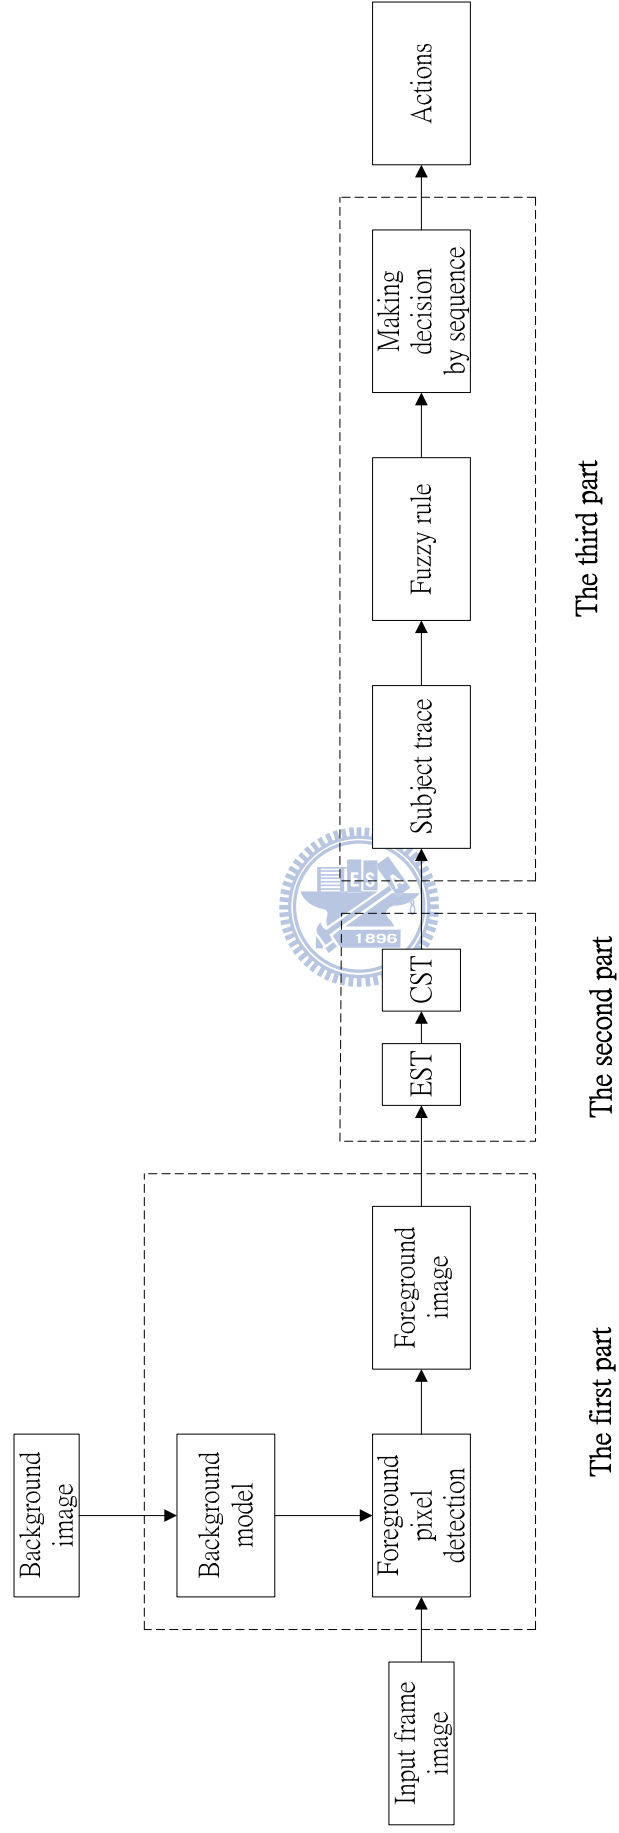 Background
image
Background
model
Input frame
image
Foreground
pixel
detection
Foreground
image
EST
CST
Subject trace
Fuzzy rule
Making
decision
by sequence
Actions
The first part
The second part
The third part
ES
1896